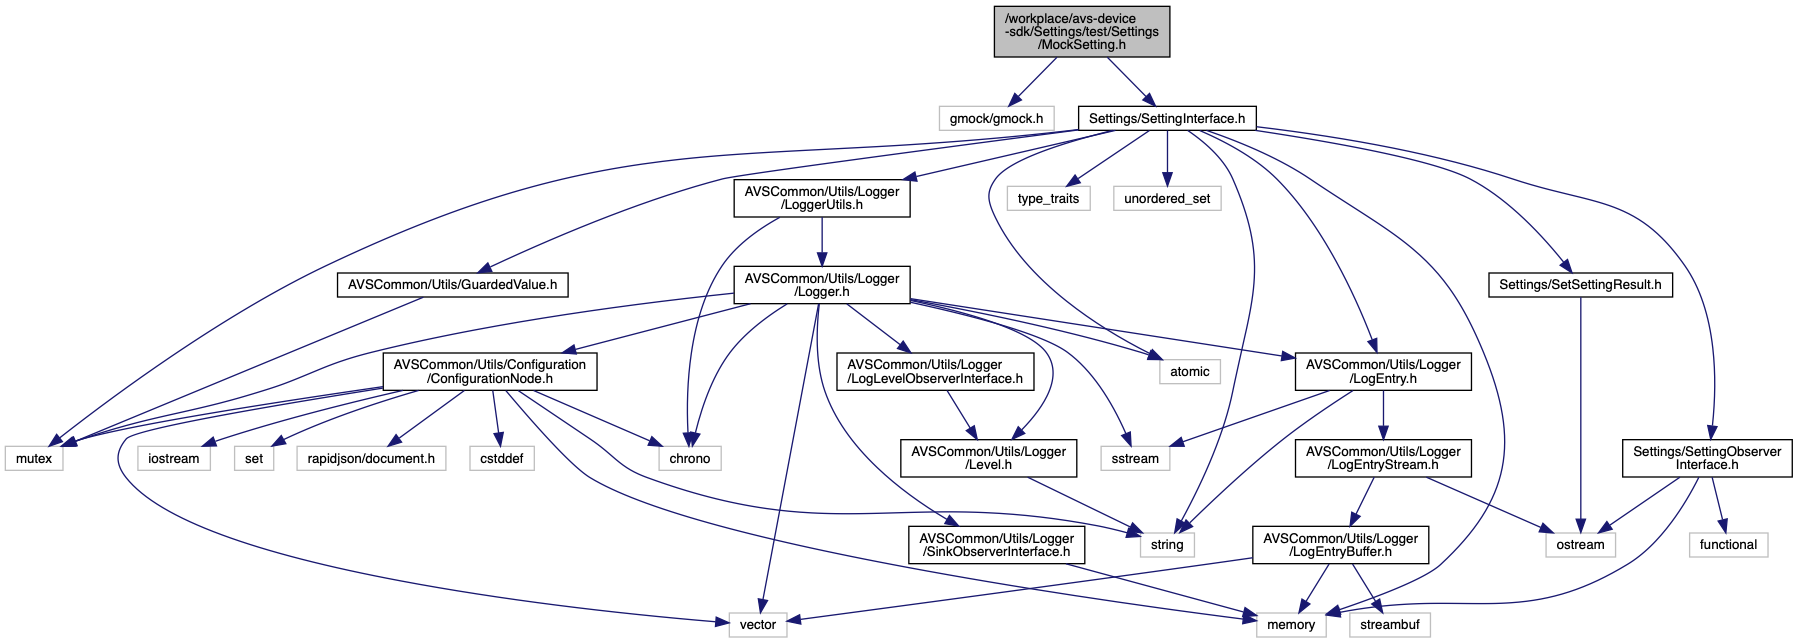 /workplace/avs-device
-sdk/Settings/test/Settings
/MockSetting.h
gmock/gmock.h
Settings/SettingInterface.h
AVSCommon/Utils/Logger
/LoggerUtils.h
type_traits
unordered_set
AVSCommon/Utils/GuardedValue.h
AVSCommon/Utils/Logger
/Logger.h
Settings/SetSettingResult.h
AVSCommon/Utils/Configuration
/ConfigurationNode.h
AVSCommon/Utils/Logger
/LogLevelObserverInterface.h
atomic
AVSCommon/Utils/Logger
/LogEntry.h
mutex
iostream
set
rapidjson/document.h
cstddef
chrono
AVSCommon/Utils/Logger
/Level.h
sstream
AVSCommon/Utils/Logger
/LogEntryStream.h
Settings/SettingObserver
Interface.h
AVSCommon/Utils/Logger
/SinkObserverInterface.h
string
AVSCommon/Utils/Logger
/LogEntryBuffer.h
ostream
functional
vector
memory
streambuf